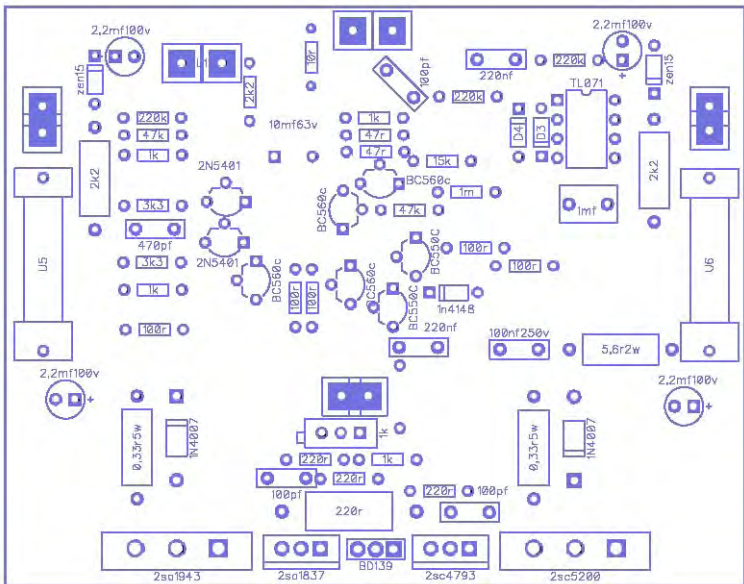 2,2mf100v
2,2mf100v
zen15
L1
2k2
10r
100pf
220nf
220k
zen15
TL071
220k
220k
47k
1k
10mf63v
1k
47r
47r
15k
D4
D3
2k2
2N5401
BC560c
1m
2k2
3k3
BC560c
47k
1mf
470pf
2N5401
BC550C
100r
U5
3k3
BC560c
100r
U6
1k
100r
100r
BC560c
BC550C
1n4148
100r
220nf
100nf250v
5,6r2w
2,2mf100v
+
2,2mf100v
+
0,33r5w
1N4007
1k
0,33r5w
1N4007
220r
1k
220r
100pf
220r
220r
100pf
2sa1943
2sa1837
BD139
2sc4793
2sc5200